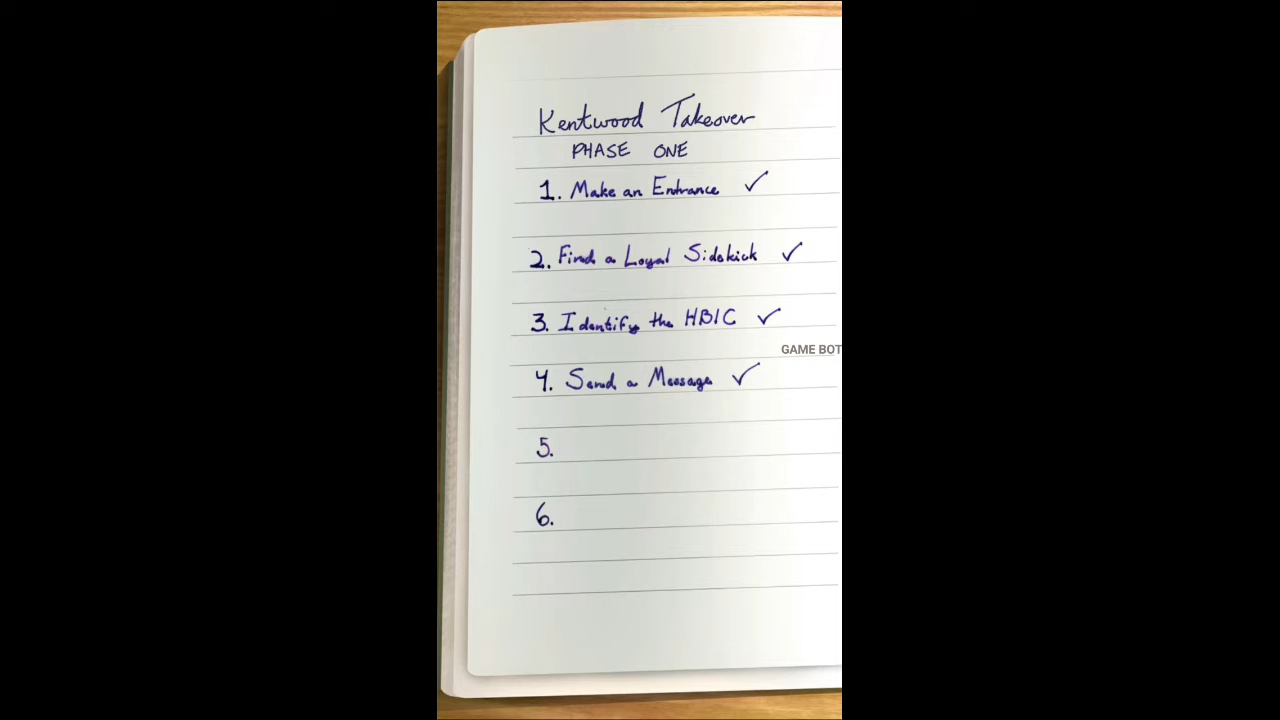 Kentwood Takeover
PHASE ONE
1. Make an Entrance ✓
2. Find a Loyal Sidekick ✓
3. Identify the HBIC ✓
GAME BOT
4. Send a Message ✓
5.
6.